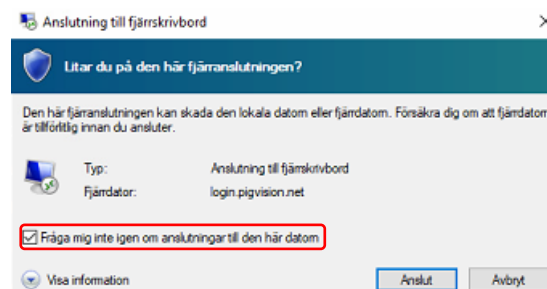 Anslutning till fjärrskrivbord
Litar du på den här fjärranslutningen?
Den här fjärranslutningen kan skada den lokala datorn eller fjärrdatorn. Försäkra dig om att fjärrdatorn
är tillförlitlig innan du ansluter.
Typ: Anslutning till fjärrskrivbord
Fjärrdator: login.pigvision.net
Fråga mig inte igen om anslutningar till den här datorn
Visa information Anslut Avbryt